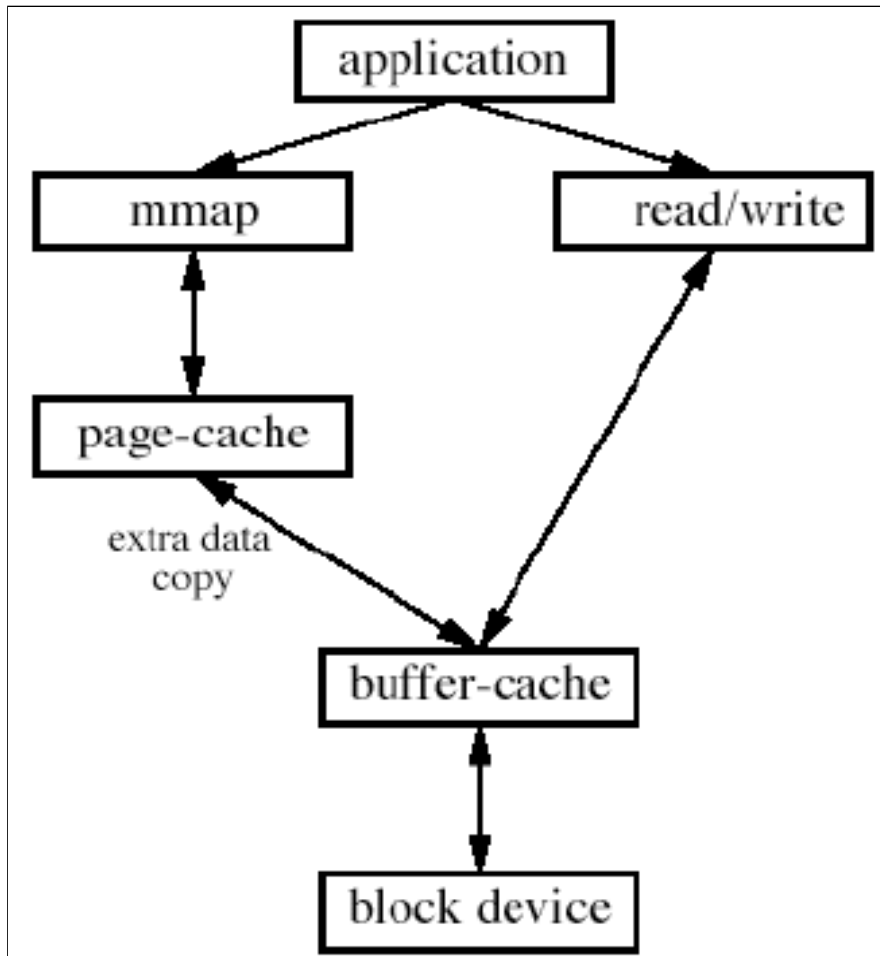 application
mmap
read/write
page-cache
extra data
copy
buffer-cache
block device